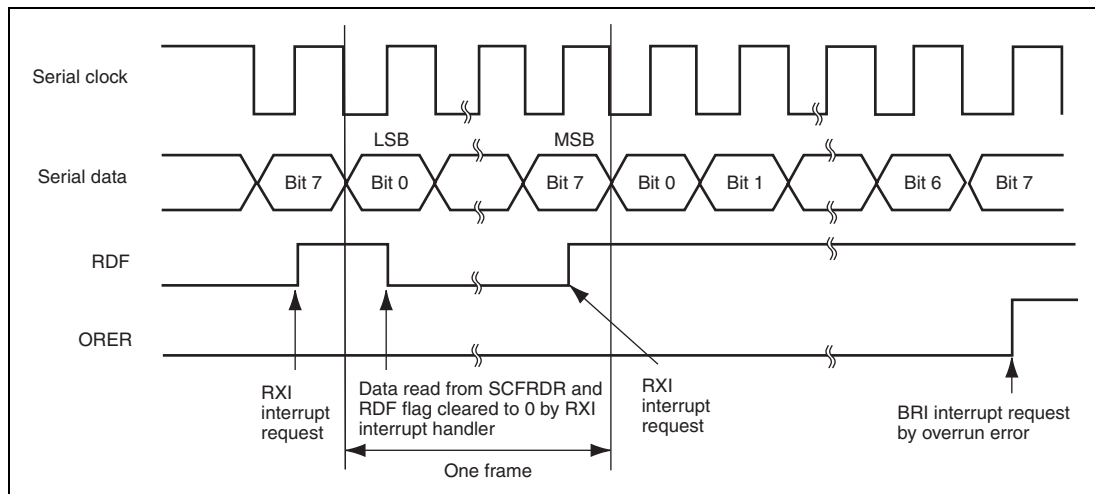 Serial clock
LSB
MSB
Serial data
Bit 7
Bit 0
Bit 7
Bit 0
Bit 1
Bit 6
Bit 7
RDF
ORER
RXI
interrupt
request
Data read from SCFRDR and
RDF flag cleared to 0 by RXI
interrupt handler
RXI
interrupt
request
BRI interrupt request
by overrun error
One frame